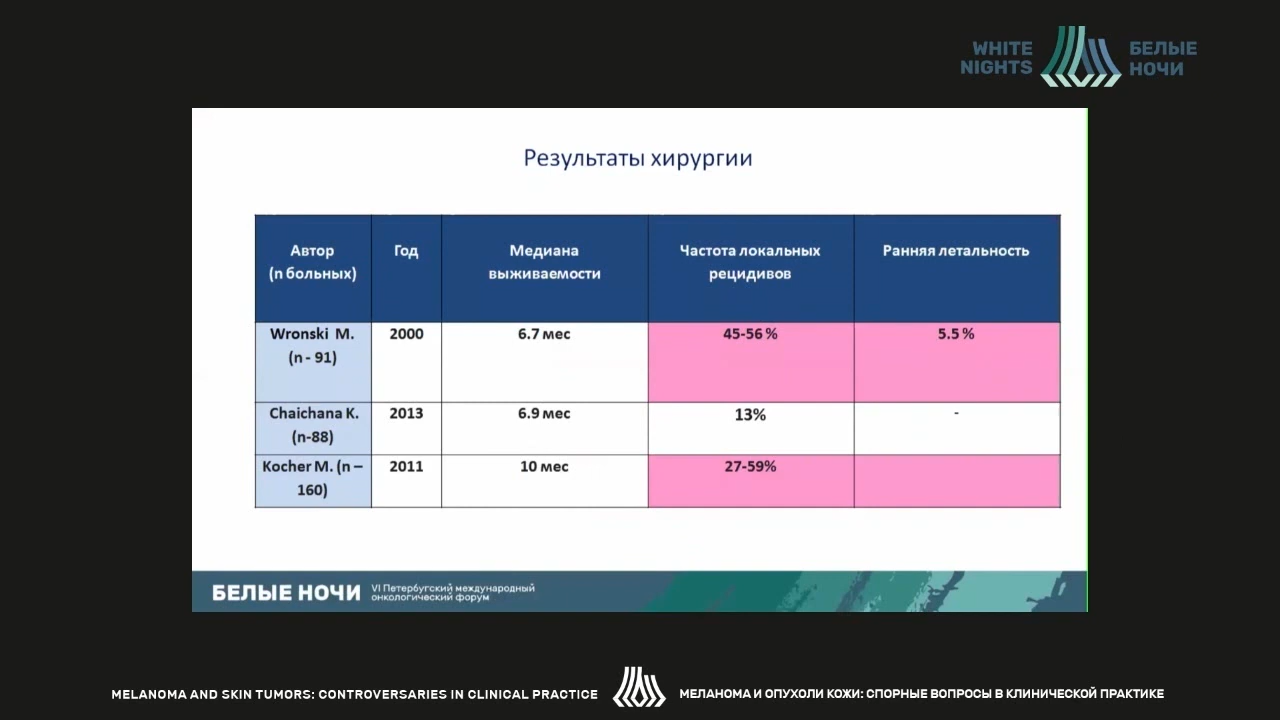 WHITE
NIGHTS
БЕЛЫЕ
НОЧИ
Результаты хирургии
Автор
(n больных)
Год
Медиана
выживаемости
Частота локальных
рецидивов
Ранняя летальность
Wronski M.
(n - 91)
2000
6.7 мес
45-56 %
5.5 %
Chaichana K.
(n-88)
2013
6.9 мес
13%
-
Kocher M. (n –
160)
2011
10 мес
27-59%
БЕЛЫЕ НОЧИ
VI Петербургский международный
онкологический форум
MELANOMA AND SKIN TUMORS: CONTROVERSARIES IN CLINICAL PRACTICE
МЕЛАНОМА И ОПУХОЛИ КОЖИ: СПОРНЫЕ ВОПРОСЫ В КЛИНИЧЕСКОЙ ПРАКТИКЕ